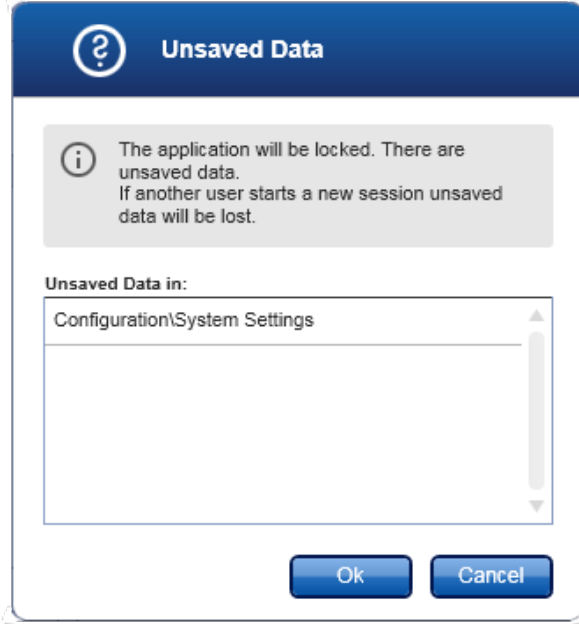 Unsaved Data
The application will be locked. There are
unsaved data.
If another user starts a new session unsaved
data will be lost.
Unsaved Data in:
Configuration\System Settings
Ok
Cancel